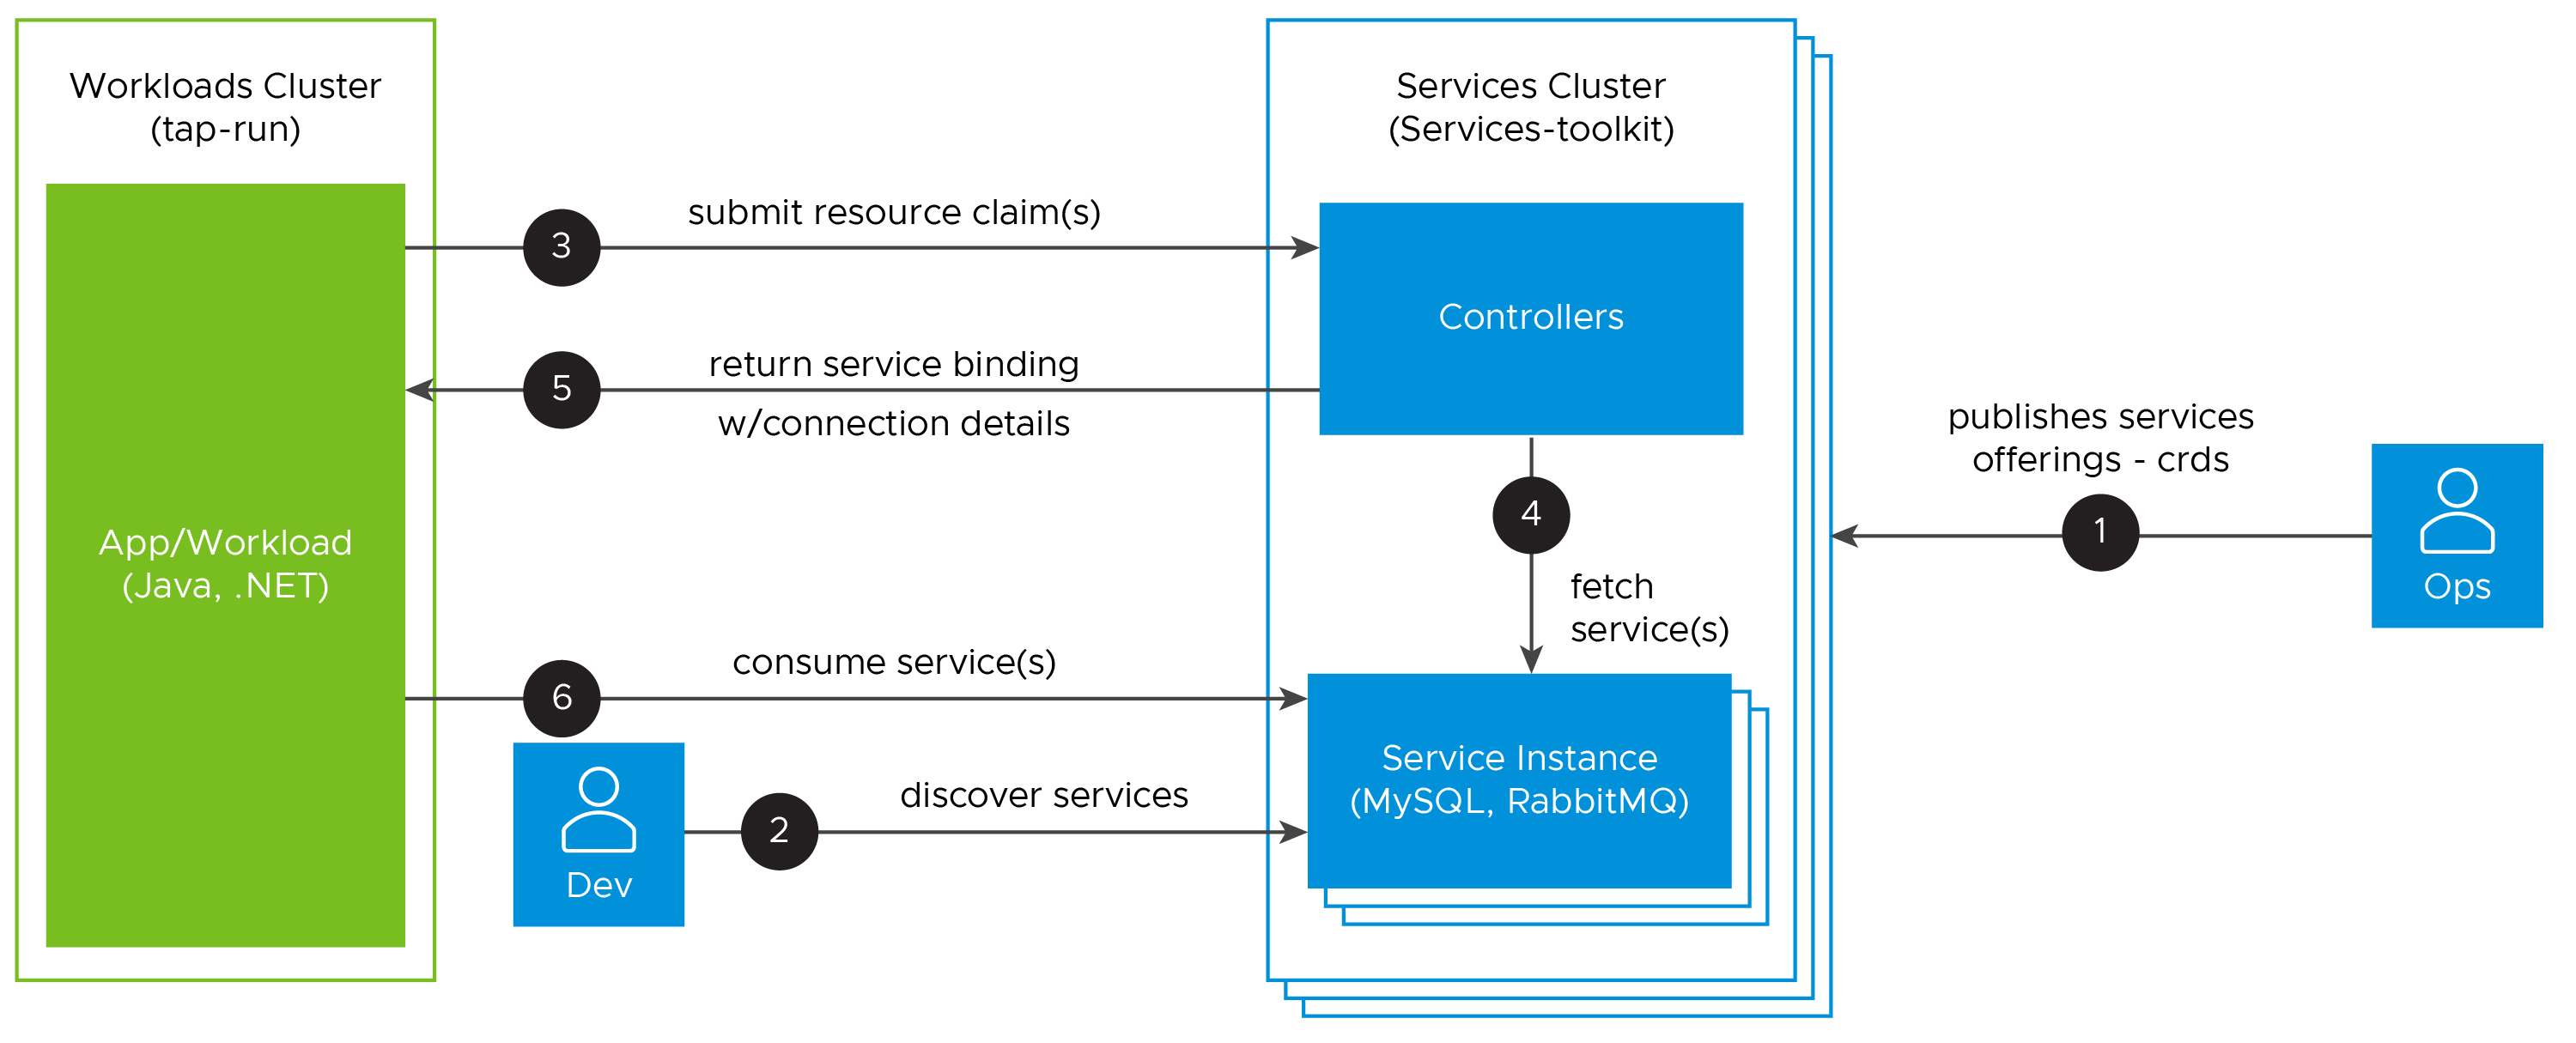 Workloads Cluster
(tap-run)
App/Workload
(Java, .NET)
3
submit resource claim(s)
5
return service binding
w/connection details
6
consume service(s)
Dev
2
discover services
Services Cluster
(Services-toolkit)
Controllers
4
fetch
service(s)
Service Instance
(MySQL, RabbitMQ)
publishes services
offerings - crds
1
Ops